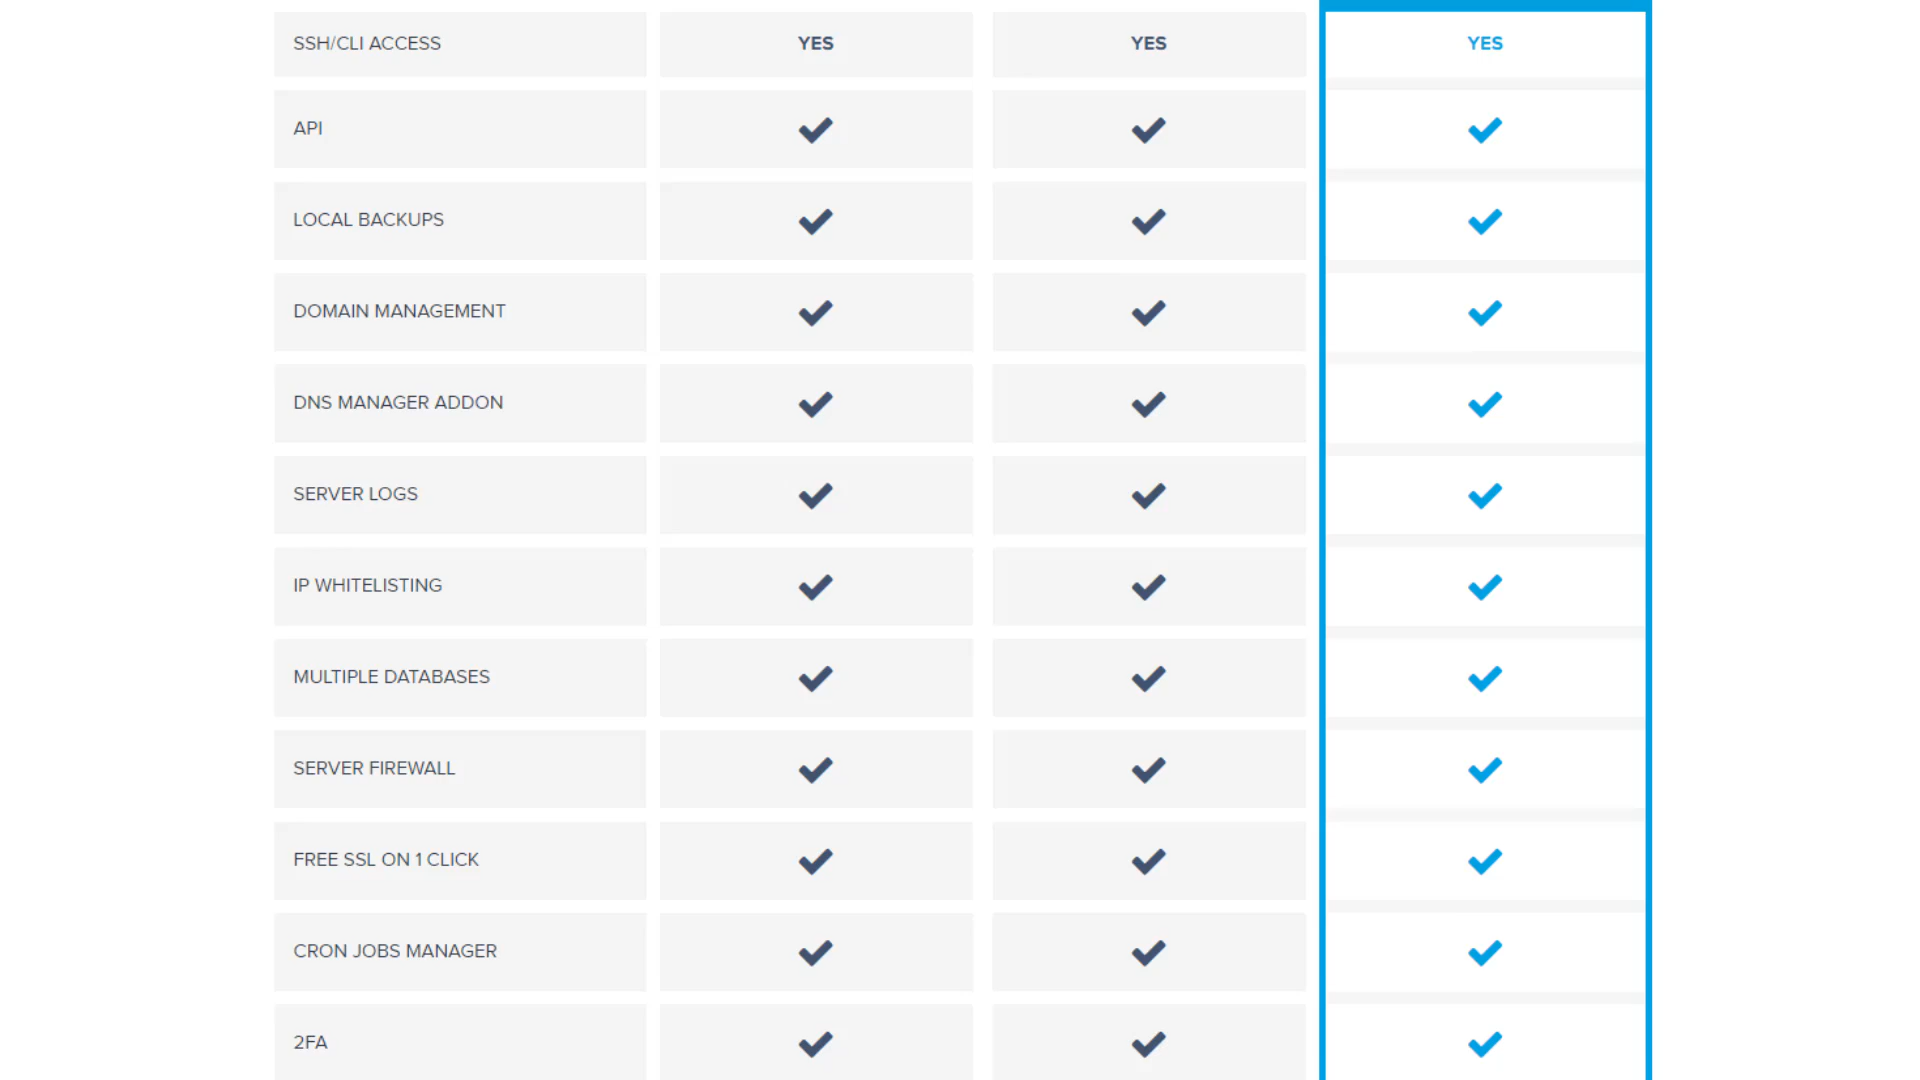 SSH/CLI ACCESS YES YES YES
API
LOCAL BACKUPS
DOMAIN MANAGEMENT
DNS MANAGER ADDON
SERVER LOGS
IP WHITELISTING
MULTIPLE DATABASES
SERVER FIREWALL
FREE SSL ON 1 CLICK
CRON JOBS MANAGER
2FA